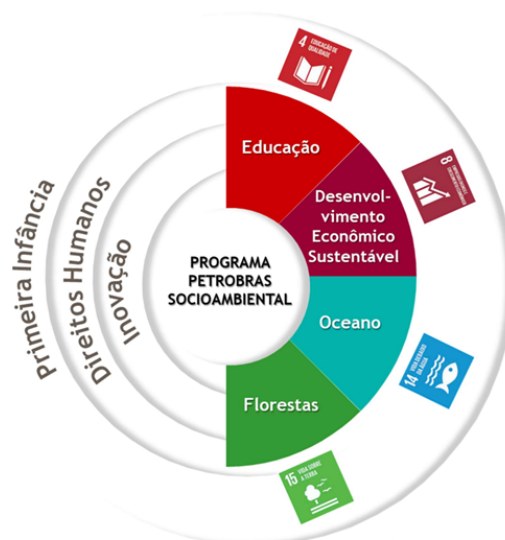 4 EDUCAÇÃO DE
QUALIDADE
Educação
8
Desenvol-
vimento
Econômico
Sustentável
Primeira Infância
Direitos Humanos
Inovação
PROGRAMA
PETROBRAS
SOCIOAMBIENTAL
Oceano
14 VIDA DEBAIXO
DA ÁGUA
Florestas
15 VIDA SOBRE
A TERRA